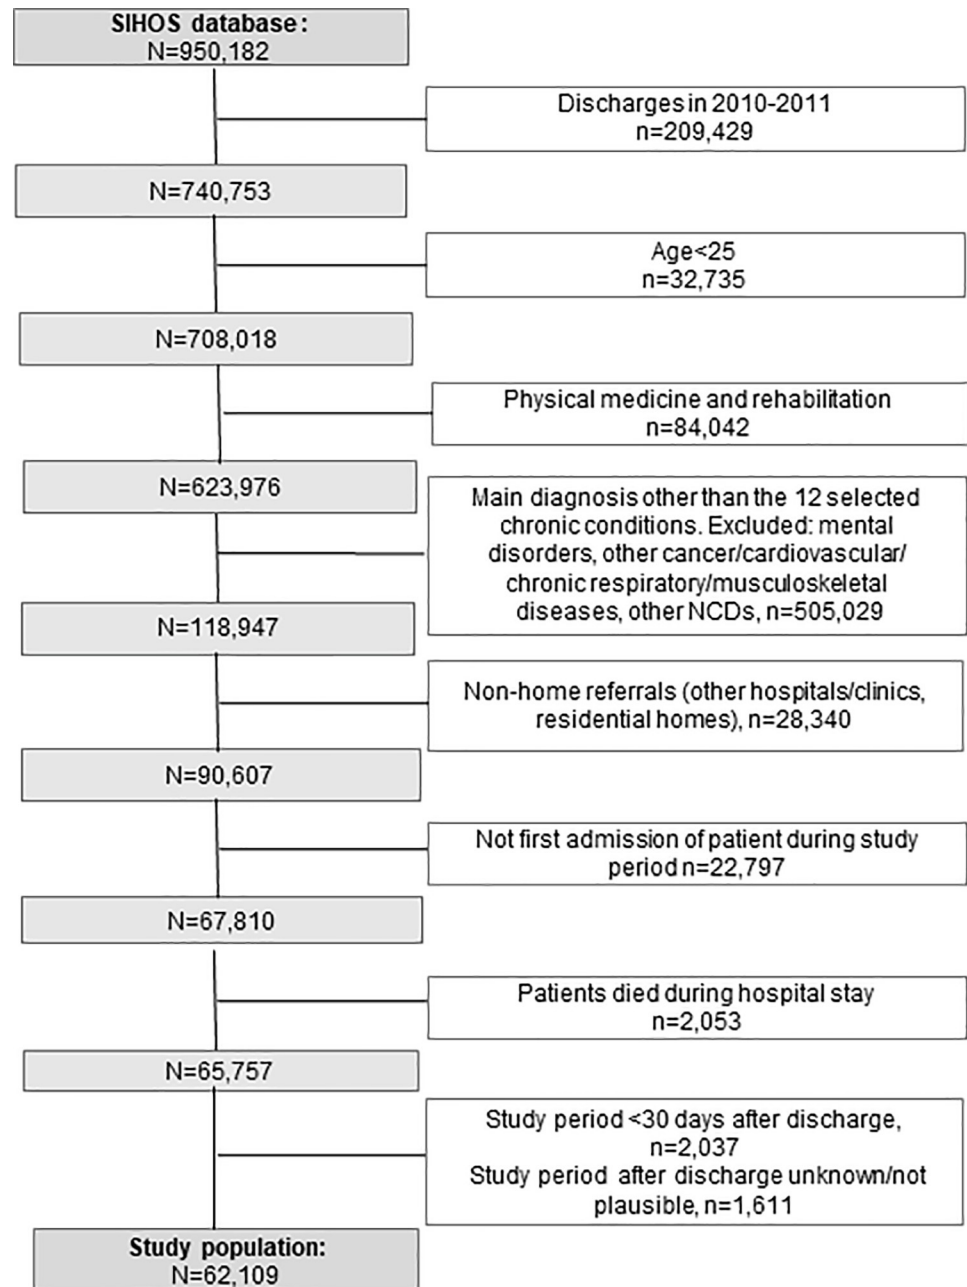 SIHOS database:
N=950,182
Discharges in 2010-2011
n=209,429
N=740,753
Age<25
n=32,735
N=708,018
Physical medicine and rehabilitation
n=84,042
N=623,976
Main diagnosis other than the 12 selected
chronic conditions. Excluded: mental
disorders, other cancer/cardiovascular/
chronic respiratory/musculoskeletal
diseases, other NCDs, n=505,029
N=118,947
Non-home referrals (other hospitals/clinics,
residential homes), n=28,340
N=90,607
Not first admission of patient during study
period n=22,797
N=67,810
Patients died during hospital stay
n=2,053
N=65,757
Study period <30 days after discharge,
n=2,037
Study period after discharge unknown/not
plausible, n=1,611
Study population:
N=62,109